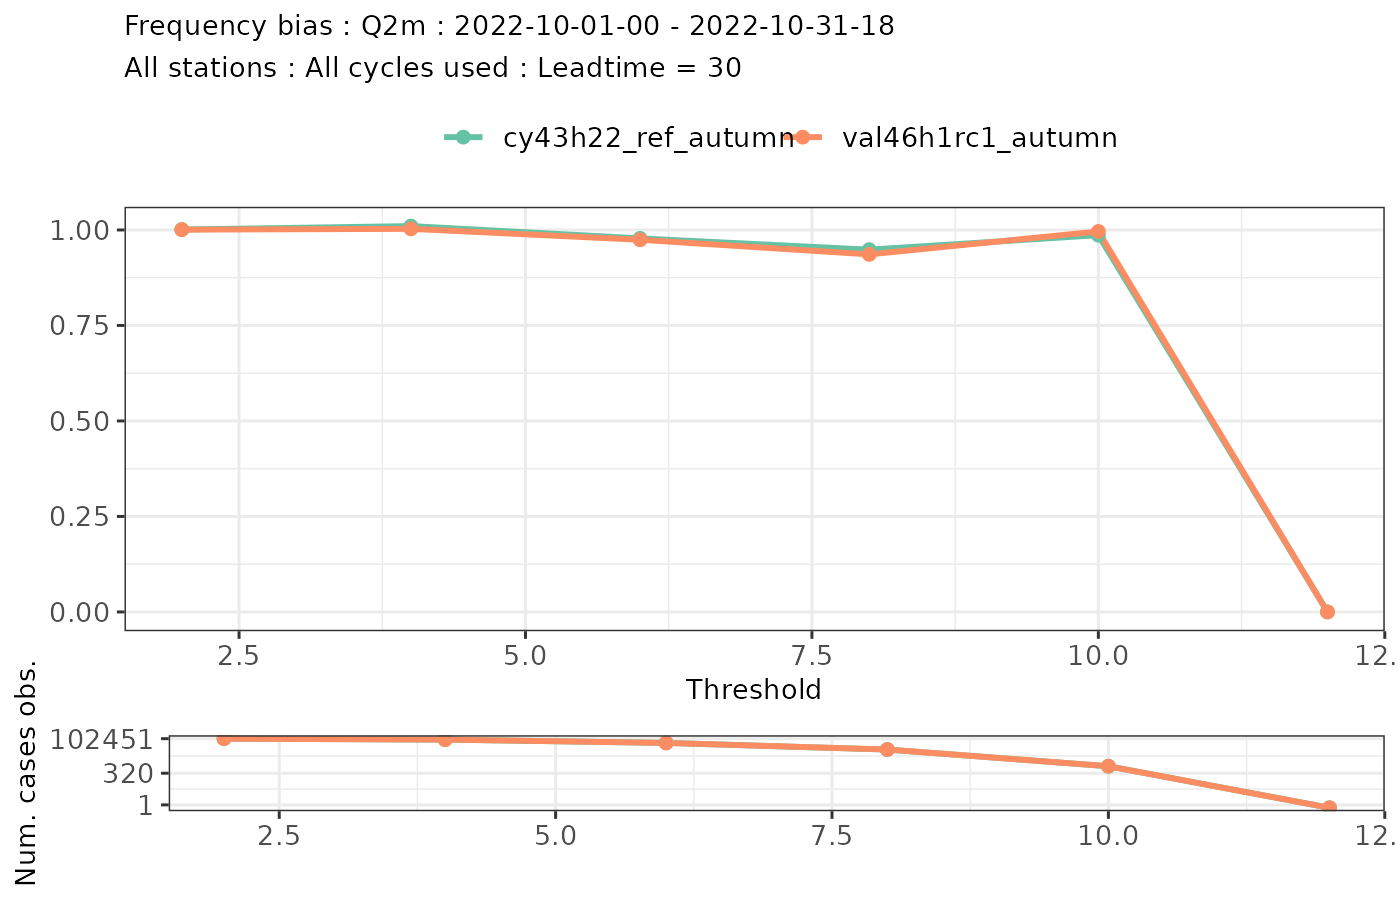 Frequency bias : Q2m : 2022-10-01-00 - 2022-10-31-18
All stations : All cycles used : Leadtime = 30
cy43h22_ref_autumn val46h1rc1_autumn
1.00
0.75
0.50
0.25
0.00
2.5 5.0 7.5 10.0 12.
Threshold
Num. cases obs.
102451
320
1
2.5 5.0 7.5 10.0 12.